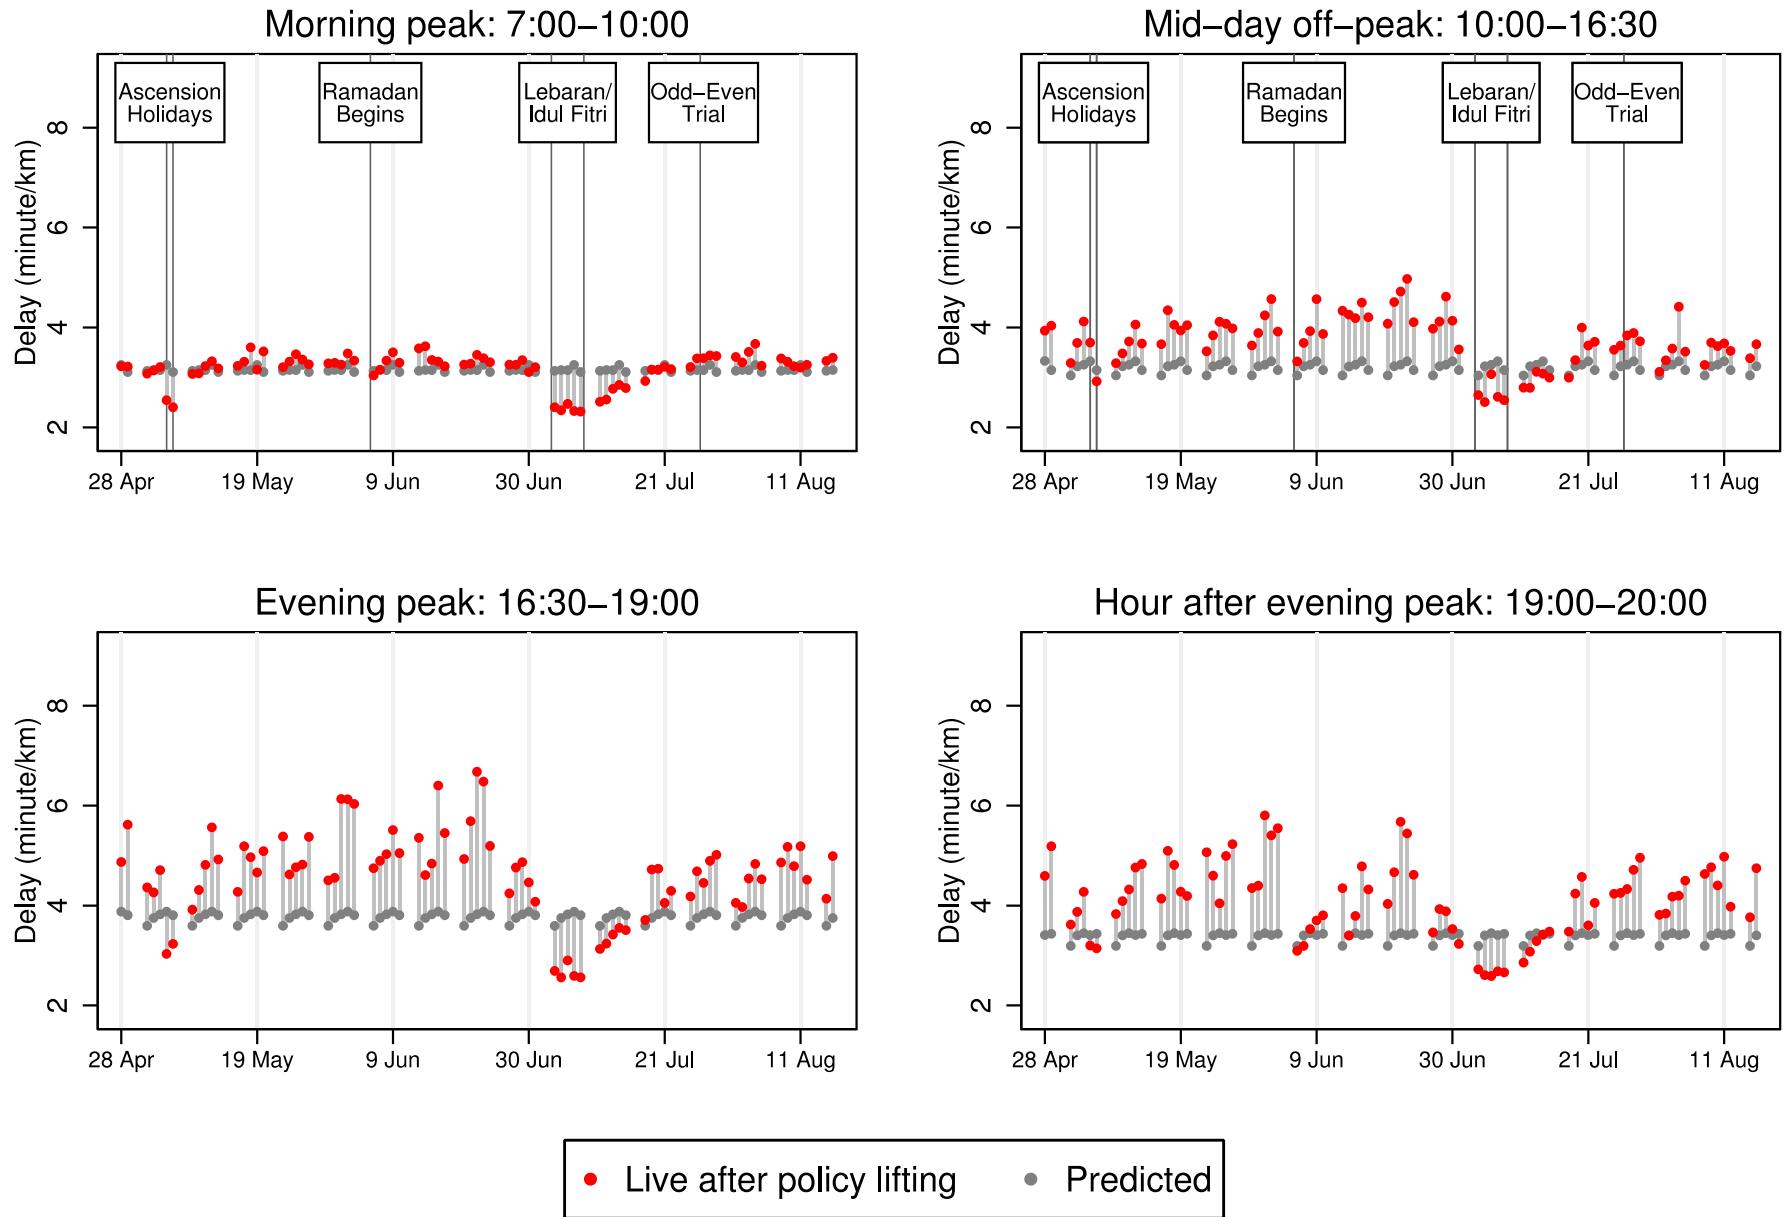 Morning peak: 7:00–10:00
Delay (minute/km)
8
6
4
2
Ascension
Holidays
Ramadan
Begins
Lebaran/
Idul Fitri
Odd–Even
Trial
28 Apr
19 May
9 Jun
30 Jun
21 Jul
11 Aug
Mid–day off–peak: 10:00–16:30
Delay (minute/km)
8
6
4
2
Ascension
Holidays
Ramadan
Begins
Lebaran/
Idul Fitri
Odd–Even
Trial
28 Apr
19 May
9 Jun
30 Jun
21 Jul
11 Aug
Evening peak: 16:30–19:00
Delay (minute/km)
8
6
4
2
28 Apr
19 May
9 Jun
30 Jun
21 Jul
11 Aug
Hour after evening peak: 19:00–20:00
Delay (minute/km)
8
6
4
2
28 Apr
19 May
9 Jun
30 Jun
21 Jul
11 Aug
Live after policy lifting
Predicted